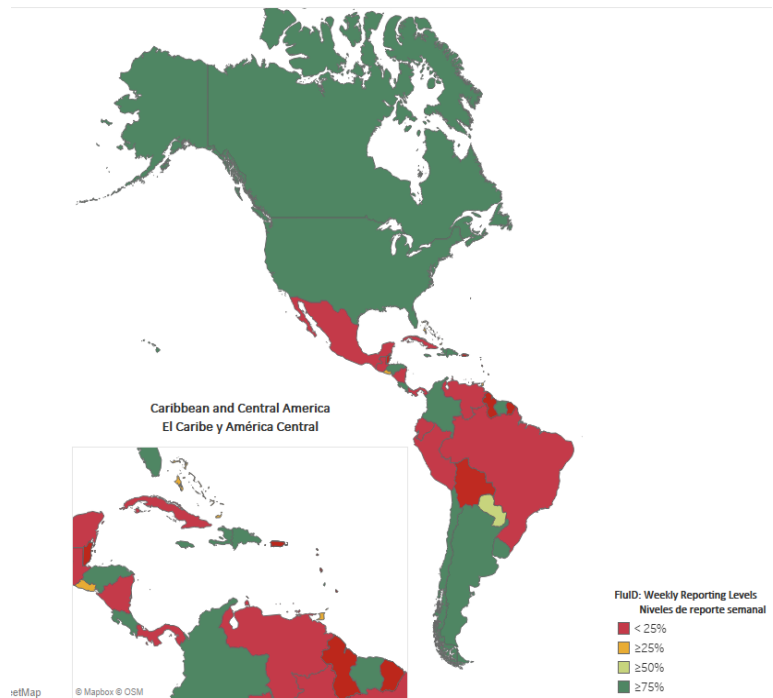 Caribbean and Central America
El Caribe y América Central
FluID: Weekly Reporting Levels
Niveles de reporte semanal
< 25%
≥25%
≥50%
≥75%
© Mapbox © OSM